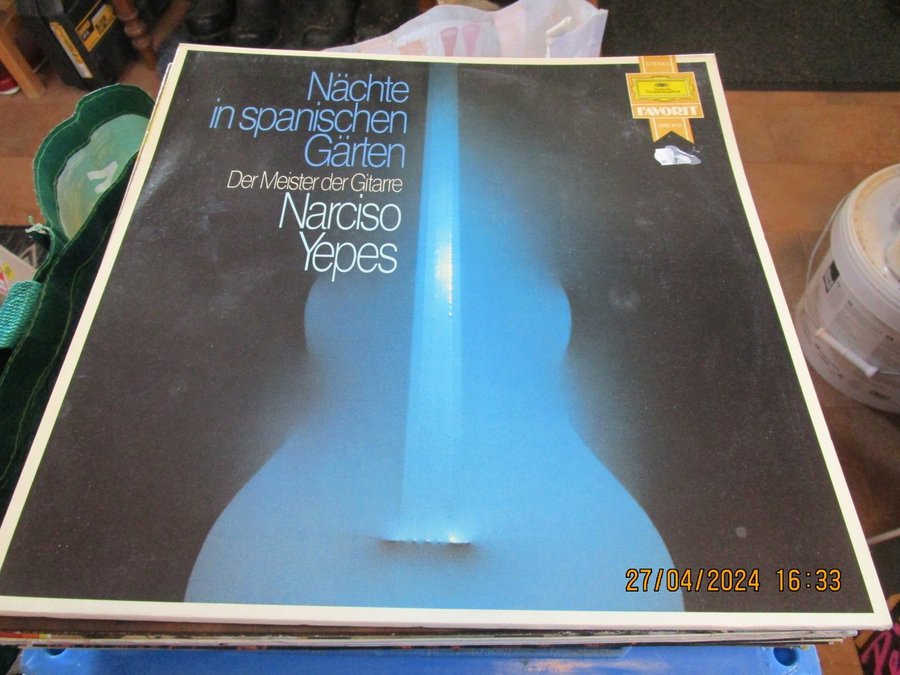 Nächte
in spanischen
Gärten
Der Meister der Gitarre
Narciso
Yepes
STEREO
FAVORIT
27/04/2024 16:33